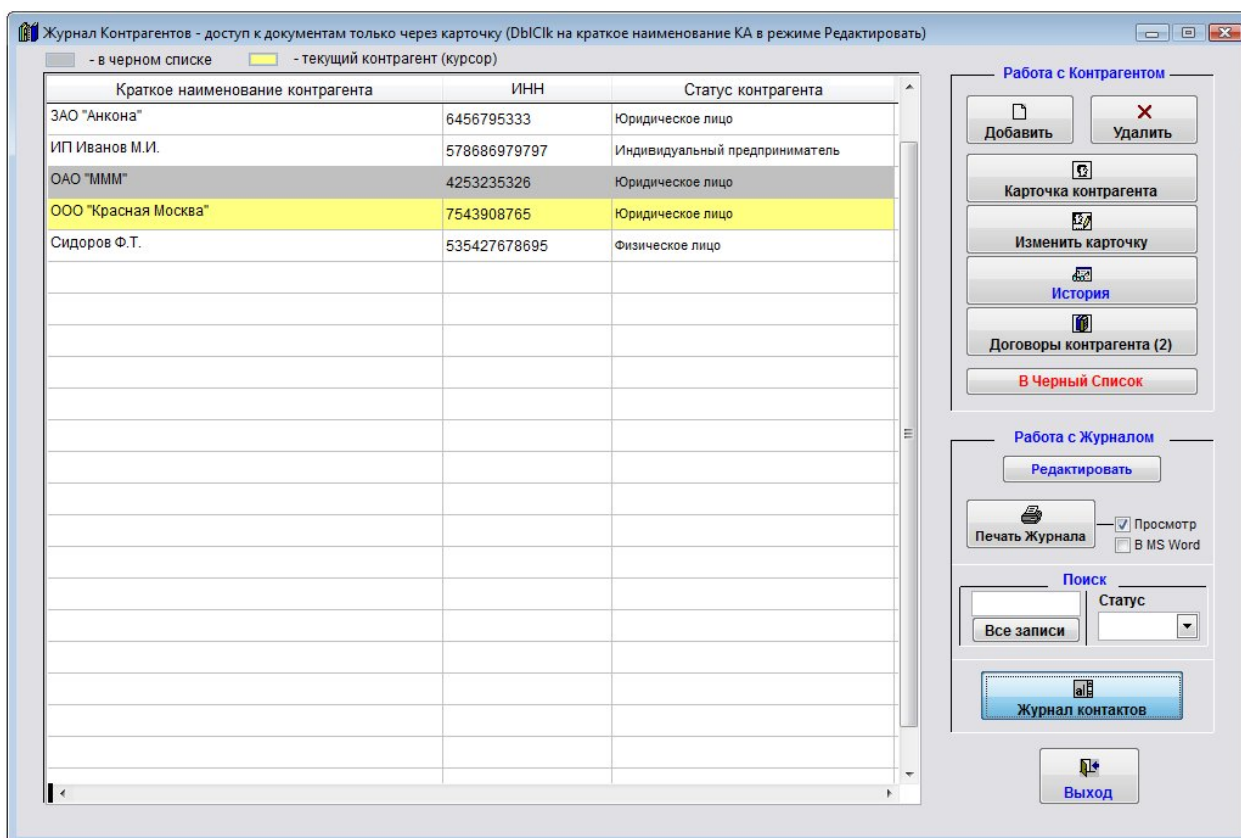 Журнал Контрагентов - доступ к документам только через карточку (DblClk на краткое наименование КА в режиме Редактировать)
- в черном списке - текущий контрагент (курсор)
Краткое наименование контрагента ИНН Статус контрагента
ЗАО "Анкона" 6456795333 Юридическое лицо
ИП Иванов М.И. 578686979797 Индивидуальный предприниматель
ОАО "МММ" 4253235326 Юридическое лицо
ООО "Красная Москва" 7543908765 Юридическое лицо
Сидоров Ф.Т. 535427678695 Физическое лицо
Работа с Контрагентом
Добавить Удалить
Карточка контрагента
Изменить карточку
История
Договоры контрагента (2)
В Черный Список
Работа с Журналом
Редактировать
Печать Журнала
Просмотр
В MS Word
Поиск
Статус
Все записи
Журнал контактов
Выход